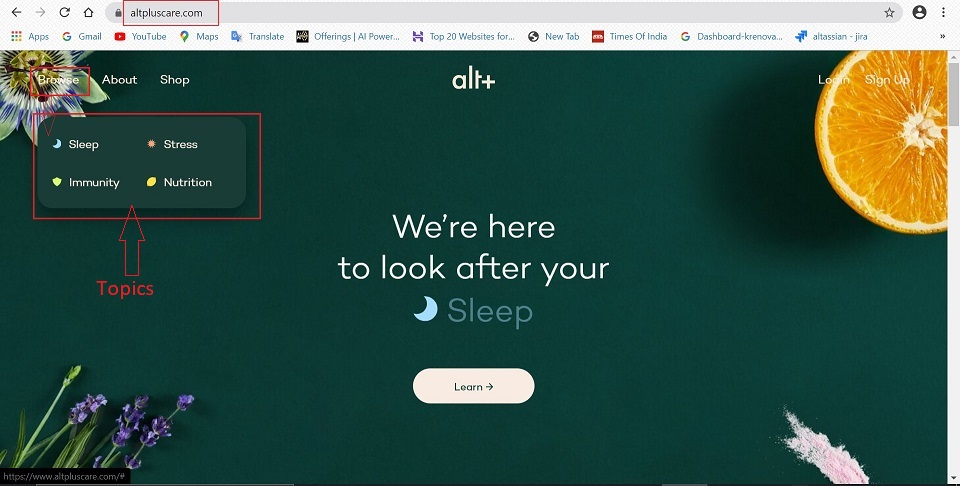 altpluscare.com
Apps Gmail YouTube Maps Translate Offerings | AI Power... Top 20 Websites for... New Tab Times Of India Dashboard-krenova... altassian - jira »
Browse About Shop alt+ Login Sign Up
Sleep Stress
Immunity Nutrition
Topics
We're here
to look after your
Sleep
Learn →
https://www.altpluscare.com/#